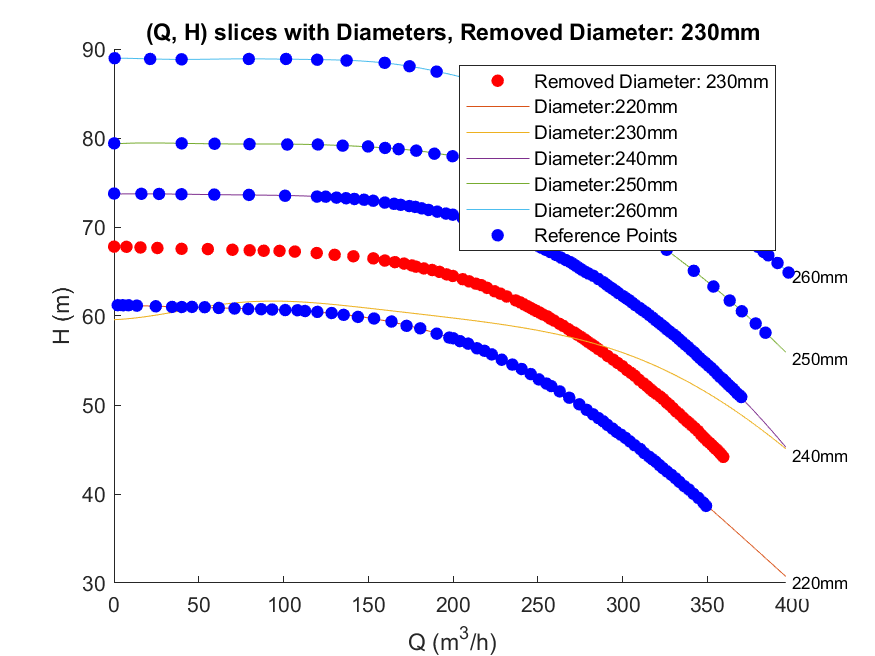 (Q, H) slices with Diameters, Removed Diameter: 230mm
90
80
70
60
50
40
30
H (m)
Removed Diameter: 230mm
Diameter:220mm
Diameter:230mm
Diameter:240mm
Diameter:250mm
Diameter:260mm
Reference Points
260mm
250mm
240mm
220mm
0
50
100
150
200
250
300
350
400
Q (m³/h)